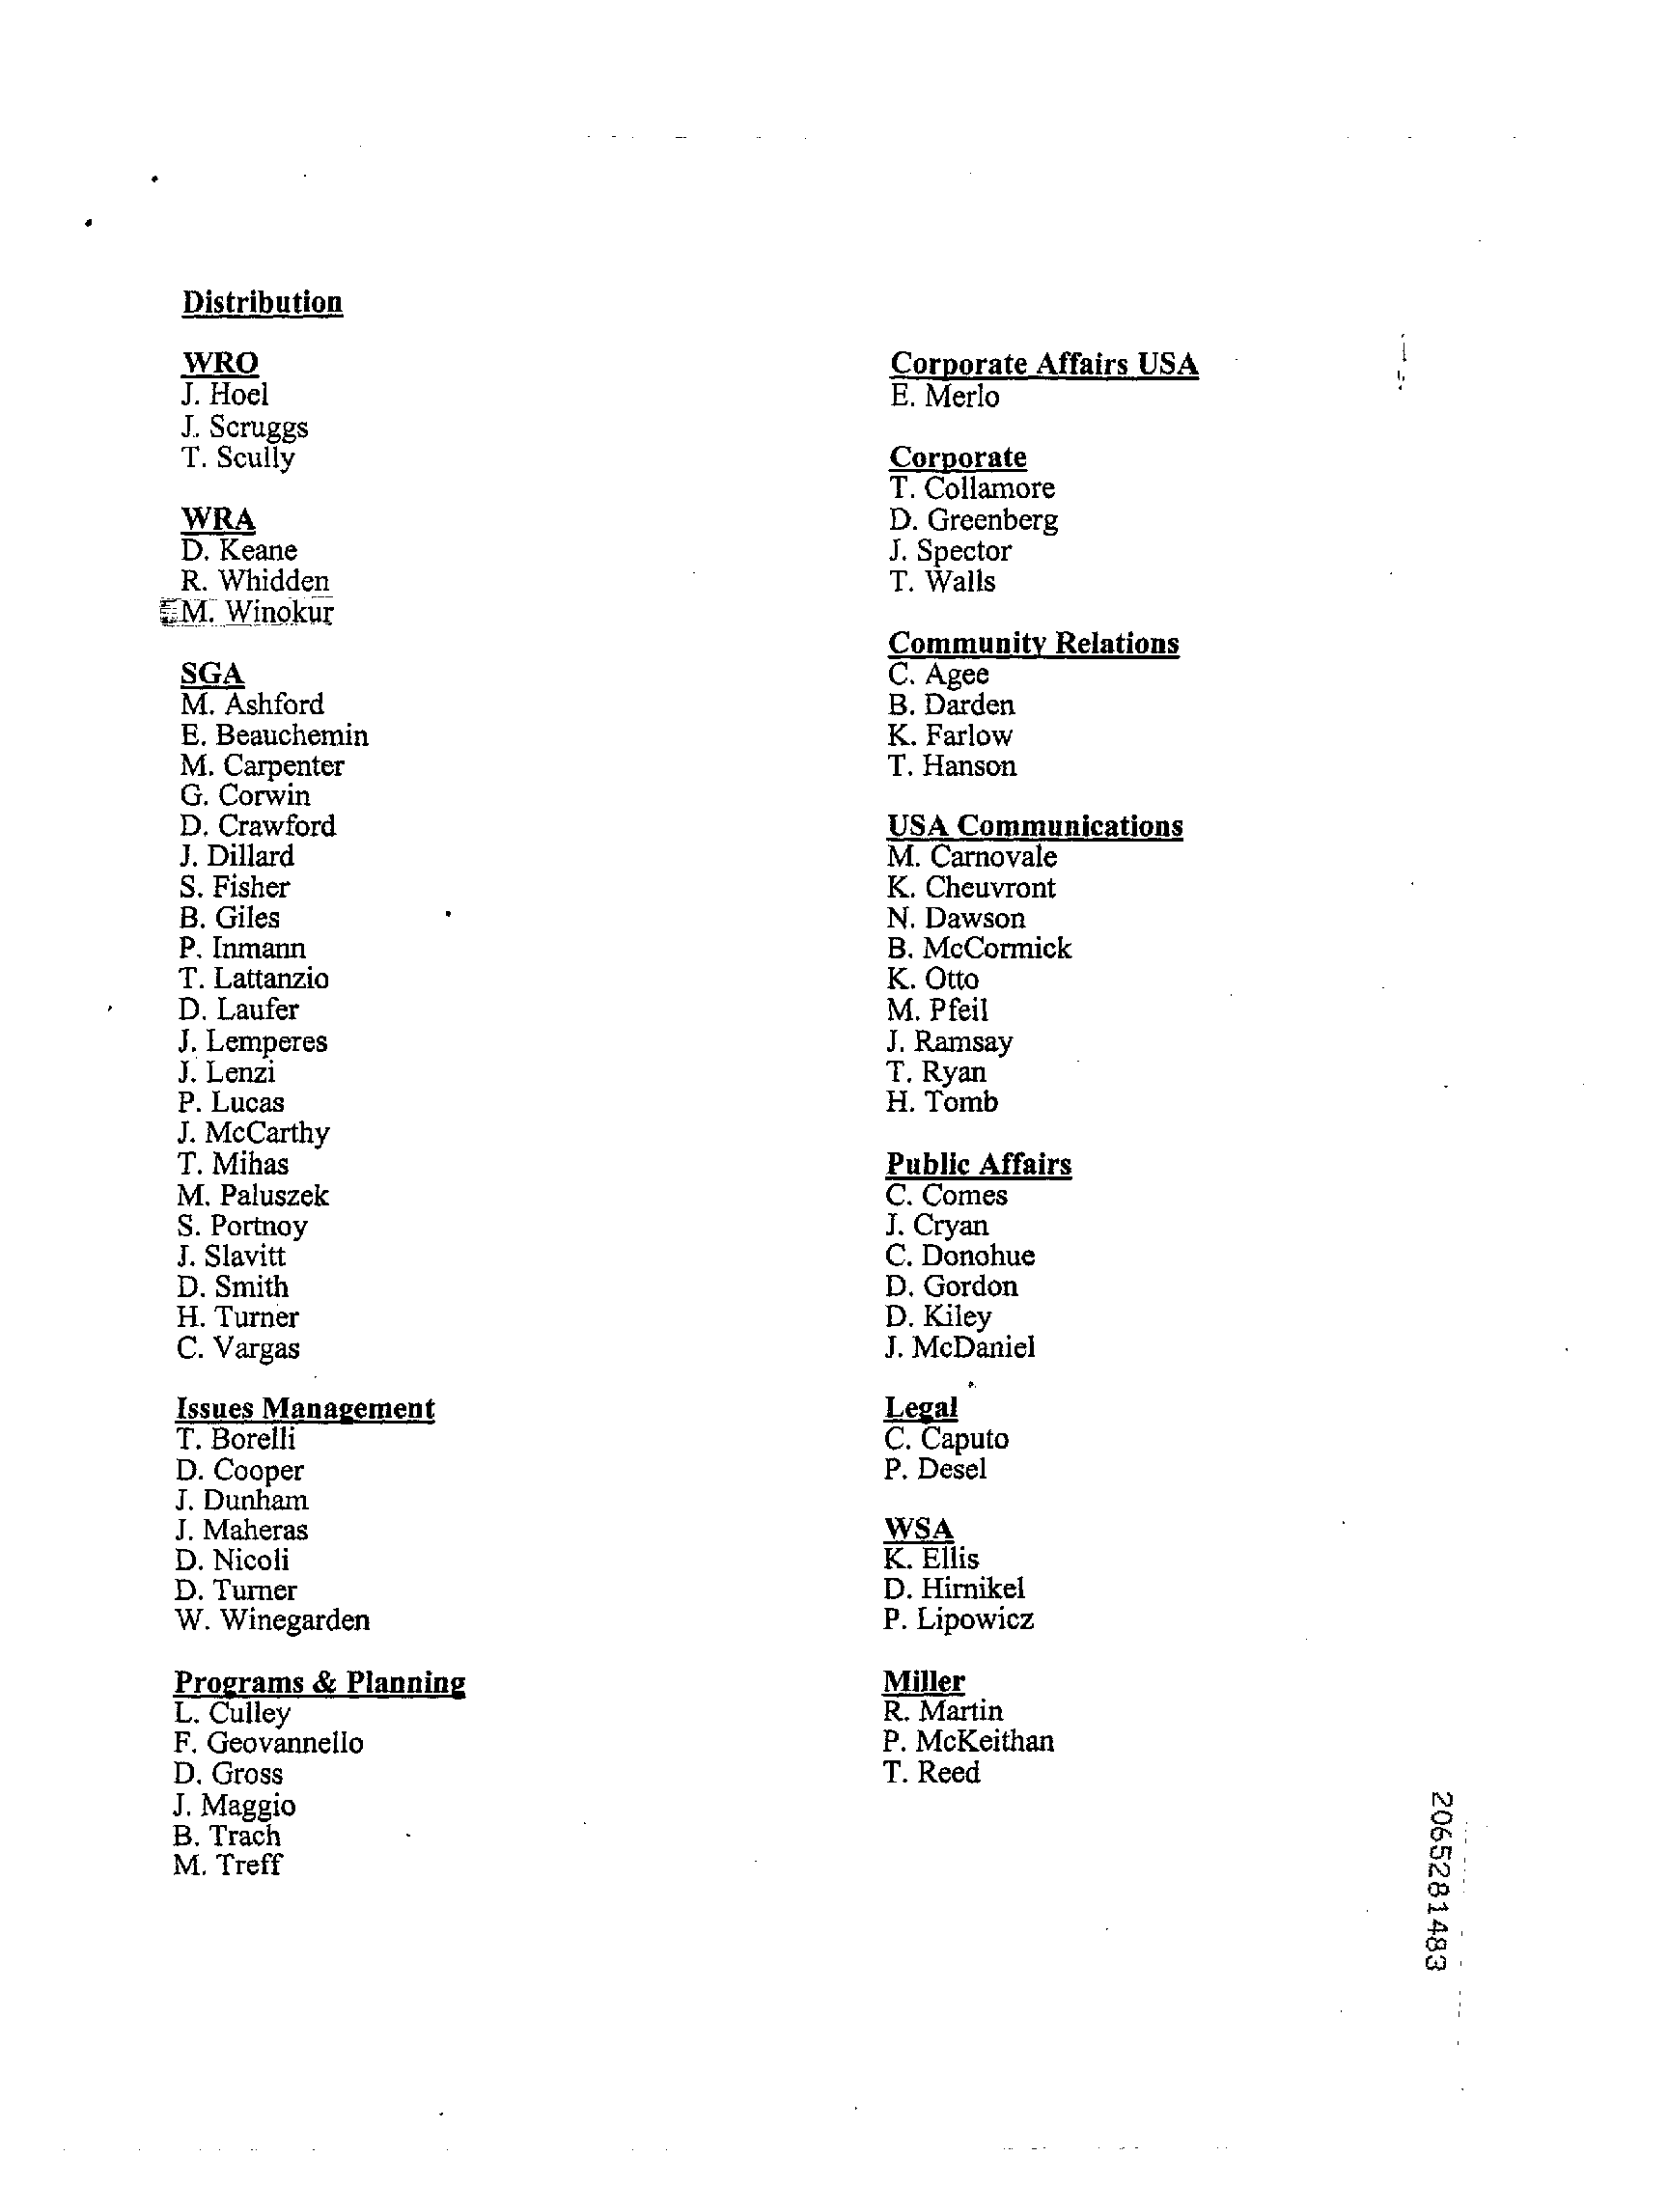 Distribution
WRO
J. Hoel
J. Scruggs
T. Scully
WRA
D. Keane
R. Whidden
M. Winokur
SGA
M. Ashford
E. Beauchemin
M. Carpenter
G. Corwin
D. Crawford
J. Dillard
S. Fisher
B. Giles
P. Inmann
T. Lattanzio
D. Laufer
J. Lemperes
J. Lenzi
P. Lucas
J. McCarthy
T. Mihas
M. Paluszek
S. Portnoy
J. Slavitt
D. Smith
H. Turner
C. Vargas
Issues Management
T. Borelli
D. Cooper
J. Dunham
J. Maheras
D. Nicoli
D. Turner
W. Winegarden
Programs & Planning
L. Culley
F. Geovannello
D. Gross
J. Maggio
B. Trach
M. Treff
Corporate Affairs USA
E. Merlo
Corporate
T. Collamore
D. Greenberg
J. Spector
T. Walls
Community Relations
C. Agee
B. Darden
K. Farlow
T. Hanson
USA Communications
M. Carnovale
K. Cheuvront
N. Dawson
B. McCormick
K. Otto
M. Pfeil
J. Ramsay
T. Ryan
H. Tomb
Public Affairs
C. Comes
J. Cryan
C. Donohue
D. Gordon
D. Kiley
J. McDaniel
Legal
C. Caputo
P. Desel
WSA
K. Ellis
D. Hirnikel
P. Lipowicz
Miller
R. Martin
P. McKeithan
T. Reed
2065281483